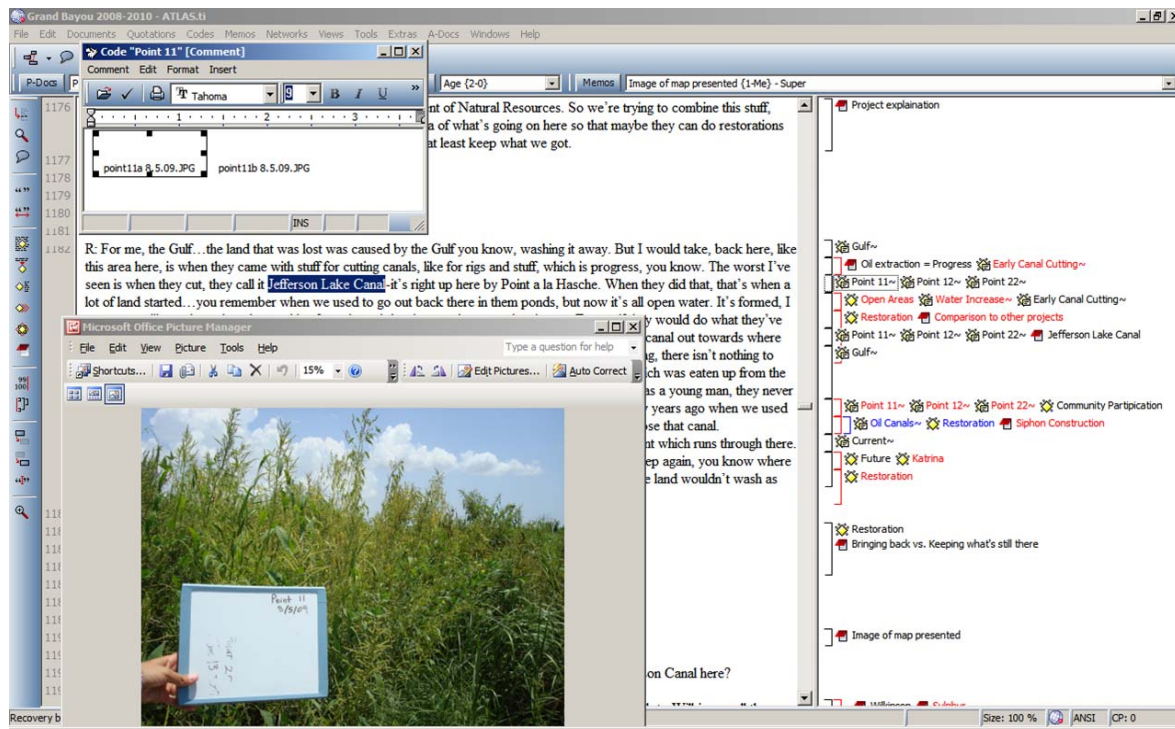 Grand Bayou 2008-2010 - ATLAS.ti
File Edit Documents Quotations Codes Memos Networks Views Tools Extras A-Docs Windows Help
Code "Point 11" [Comment]
Comment Edit Format Insert
Tahoma 9 B I U »
1 2 3
point11a 8.5.09.JPG point11b 8.5.09.JPG
INS
P-Docs P Age {2-0} Memos Image of map presented {1-Me} - Super
1176
nt of Natural Resources. So we're trying to combine this stuff,
a of what's going on here so that maybe they can do restorations
at least keep what we got.
1177
1178
1179
1180
1181
1182
R: For me, the Gulf…the land that was lost was caused by the Gulf you know, washing it away. But I would take, back here, like
this area here, is when they came with stuff for cutting canals, like for rigs and stuff, which is progress, you know. The worst I've
seen is when they cut, they call it Jefferson Lake Canal-it's right up here by Point a la Hasche. When they did that, that's when a
lot of land started…you remember when we used to go out back there in them ponds, but now it's all open water. It's formed, I
y would do what they've
canal out towards where
g, there isn't nothing to
ch was eaten up from the
as a young man, they never
y years ago when we used
ose that canal.
nt which runs through there.
ep again, you know where
e land wouldn't wash as
on Canal here?
Microsoft Office Picture Manager
File Edit View Picture Tools Help Type a question for help
Shortcuts... 15% Edit Pictures... Auto Correct
Point 11
8/5/09
Project explaination
Gulf~
Oil extraction = Progress Early Canal Cutting~
Point 11~ Point 12~ Point 22~
Open Areas Water Increase~ Early Canal Cutting~
Restoration Comparison to other projects
Point 11~ Point 12~ Point 22~ Jefferson Lake Canal
Gulf~
Point 11~ Point 12~ Point 22~ Community Partipication
Oil Canals~ Restoration Siphon Construction
Current~
Future Katrina
Restoration
Restoration
Bringing back vs. Keeping what's still there
Image of map presented
Recovery b
Size: 100 % ANSI CP: 0